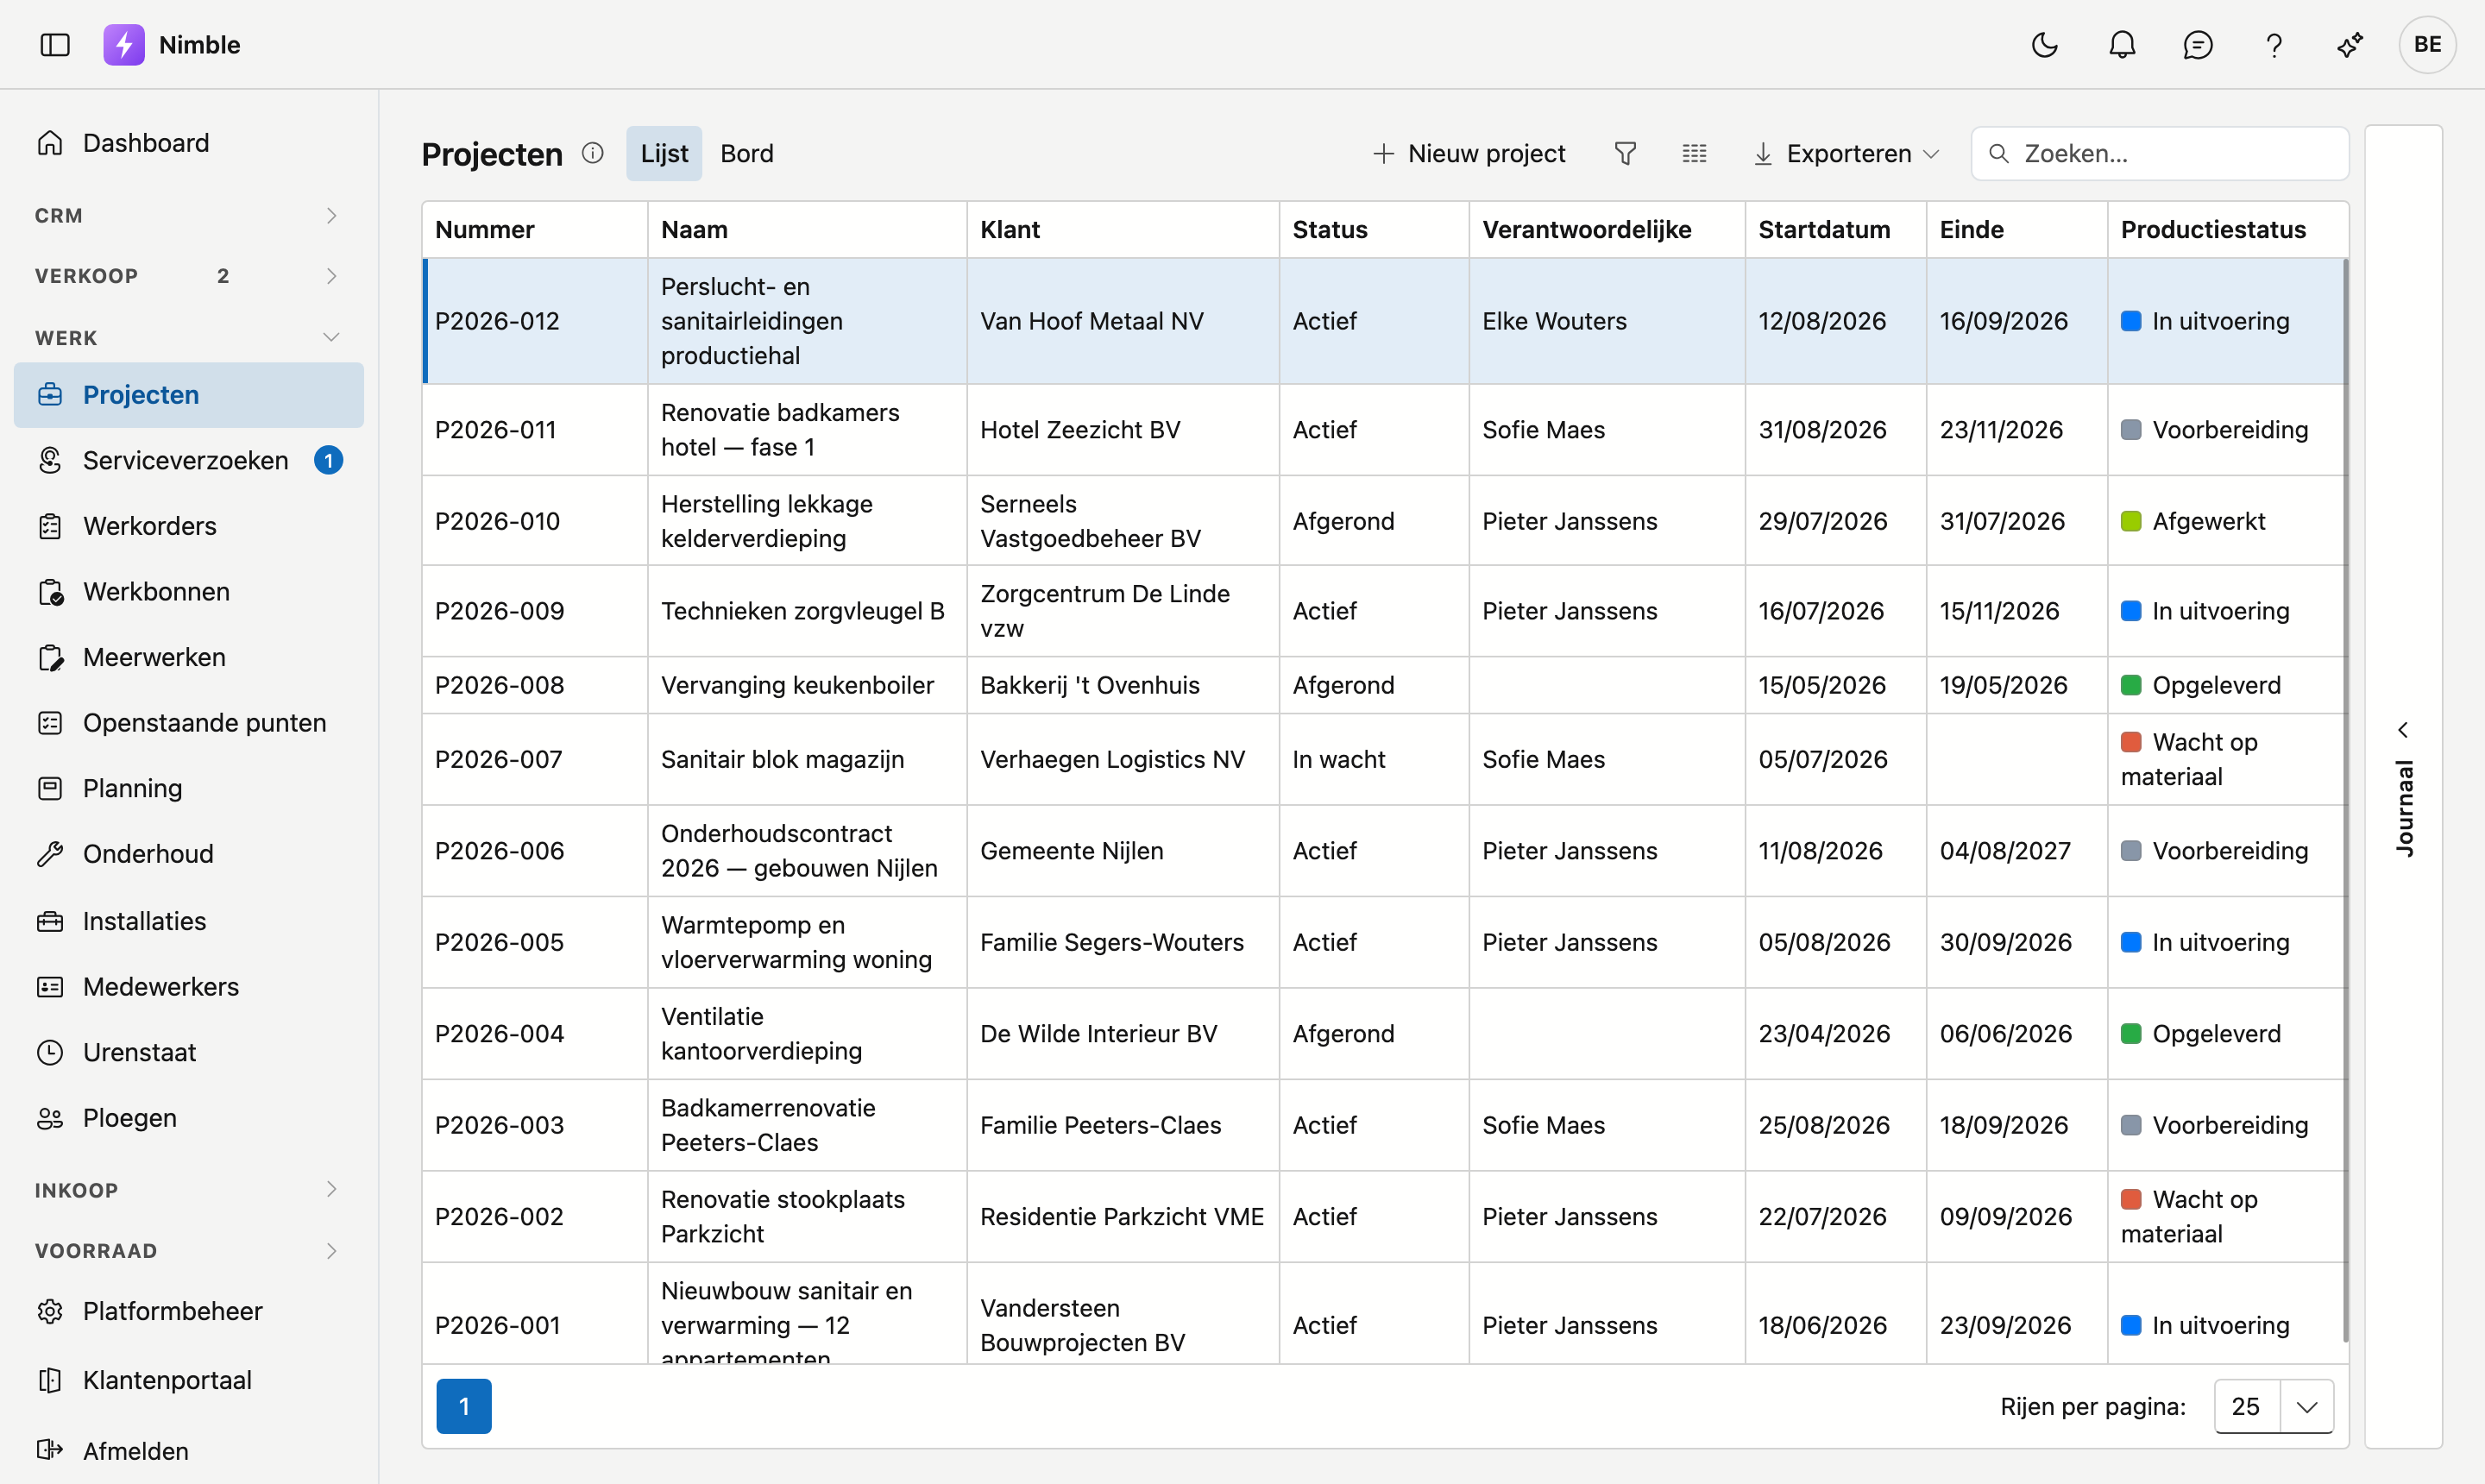 Nimble
BE
Dashboard
CRM
VERKOOP 2
WERK
Projecten
Serviceverzoeken 1
Werkorders
Werkbonnen
Meerwerken
Openstaande punten
Planning
Onderhoud
Installaties
Medewerkers
Urenstaat
Ploegen
INKOOP
VOORRAAD
Platformbeheer
Klantenportaal
Afmelden
Projecten Lijst Bord Nieuw project Exporteren Zoeken...
Nummer Naam Klant Status Verantwoordelijke Startdatum Einde Productiestatus
P2026-012 Perslucht- en
sanitairleidingen
productiehal Van Hoof Metaal NV Actief Elke Wouters 12/08/2026 16/09/2026 In uitvoering
P2026-011 Renovatie badkamers
hotel — fase 1 Hotel Zeezicht BV Actief Sofie Maes 31/08/2026 23/11/2026 Voorbereiding
P2026-010 Herstelling lekkage
kelderverdieping Serneels
Vastgoedbeheer BV Afgerond Pieter Janssens 29/07/2026 31/07/2026 Afgewerkt
P2026-009 Technieken zorgvleugel B Zorgcentrum De Linde
vzw Actief Pieter Janssens 16/07/2026 15/11/2026 In uitvoering
P2026-008 Vervanging keukenboiler Bakkerij 't Ovenhuis Afgerond 15/05/2026 19/05/2026 Opgeleverd
P2026-007 Sanitair blok magazijn Verhaegen Logistics NV In wacht Sofie Maes 05/07/2026 Wacht op
materiaal
P2026-006 Onderhoudscontract
2026 — gebouwen Nijlen Gemeente Nijlen Actief Pieter Janssens 11/08/2026 04/08/2027 Voorbereiding
P2026-005 Warmtepomp en
vloerverwarming woning Familie Segers-Wouters Actief Pieter Janssens 05/08/2026 30/09/2026 In uitvoering
P2026-004 Ventilatie
kantoorverdieping De Wilde Interieur BV Afgerond 23/04/2026 06/06/2026 Opgeleverd
P2026-003 Badkamerrenovatie
Peeters-Claes Familie Peeters-Claes Actief Sofie Maes 25/08/2026 18/09/2026 Voorbereiding
P2026-002 Renovatie stookplaats
Parkzicht Residentie Parkzicht VME Actief Pieter Janssens 22/07/2026 09/09/2026 Wacht op
materiaal
P2026-001 Nieuwbouw sanitair en
verwarming — 12
appartementen Vandersteen
Bouwprojecten BV Actief Pieter Janssens 18/06/2026 23/09/2026 In uitvoering
1 Rijen per pagina: 25
Journaal